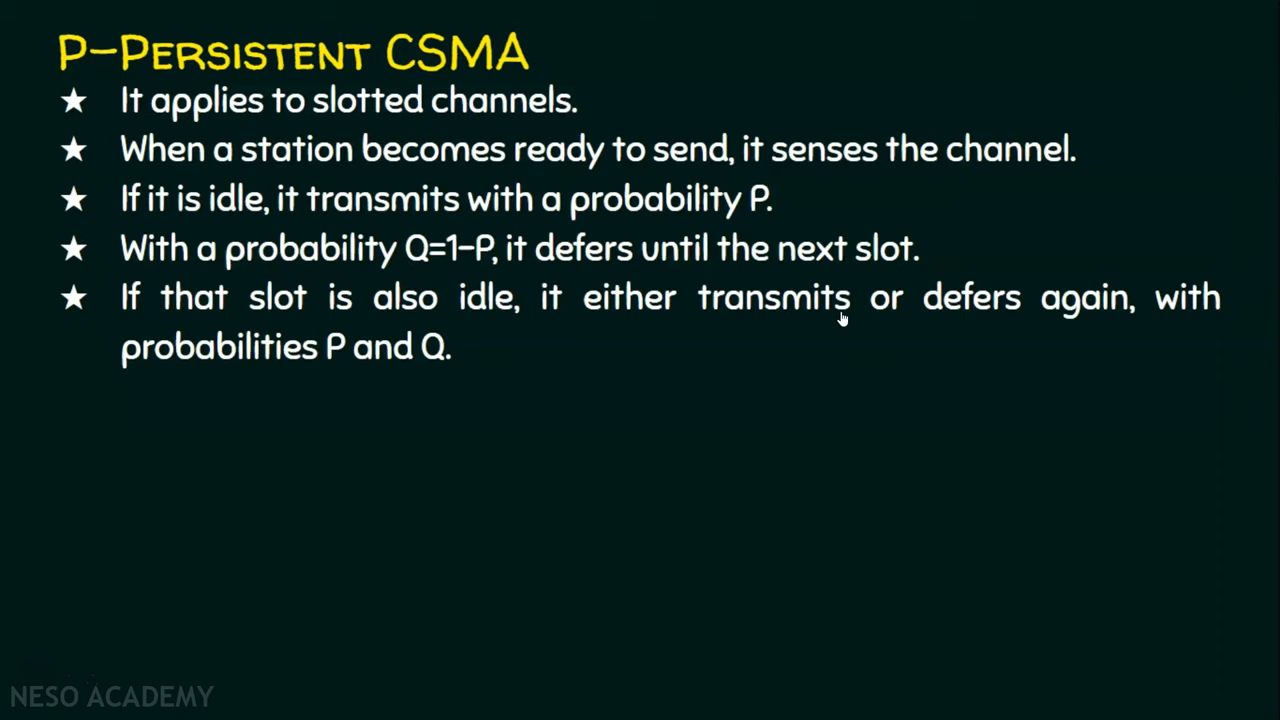 P-PERSISTENT CSMA
★ It applies to slotted channels.
★ When a station becomes ready to send, it senses the channel.
★ If it is idle, it transmits with a probability P.
★ With a probability Q=1-P, it defers until the next slot.
★ If that slot is also idle, it either transmits or defers again, with
probabilities P and Q.
NESO ACADEMY